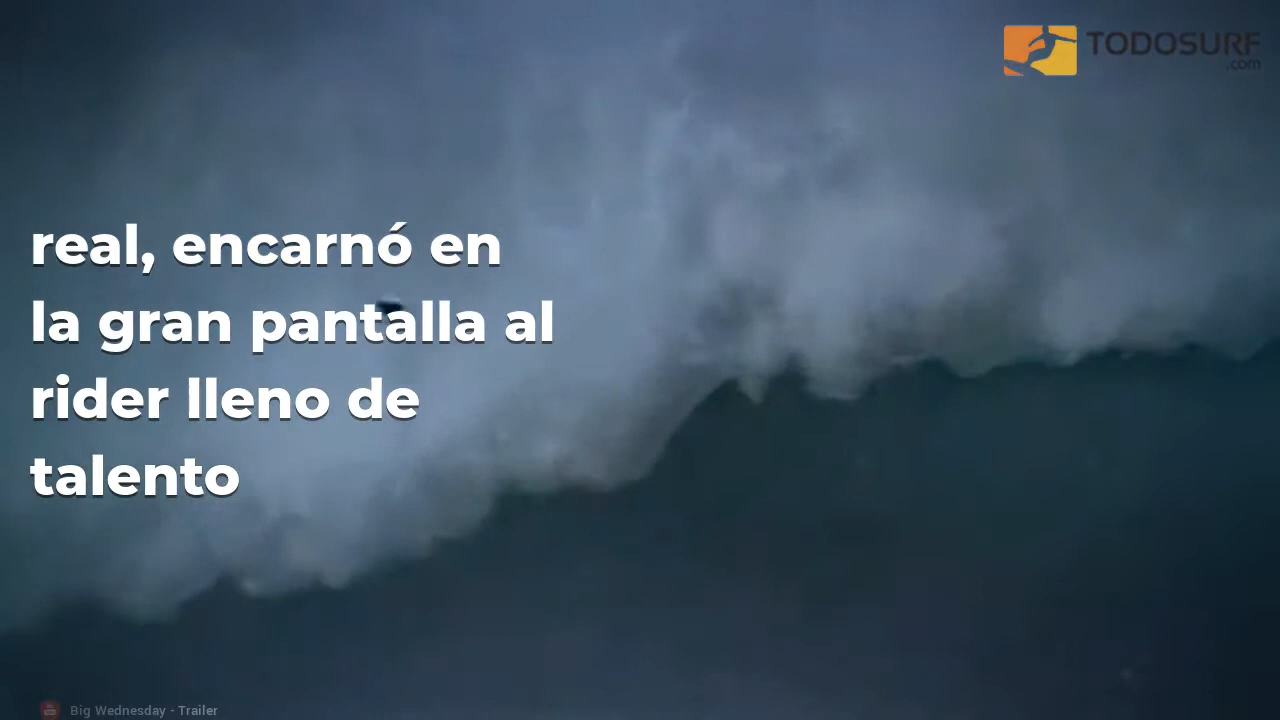 TODOSURF
.com
real, encarnó en
la gran pantalla al
rider lleno de
talento
Big Wednesday - Trailer